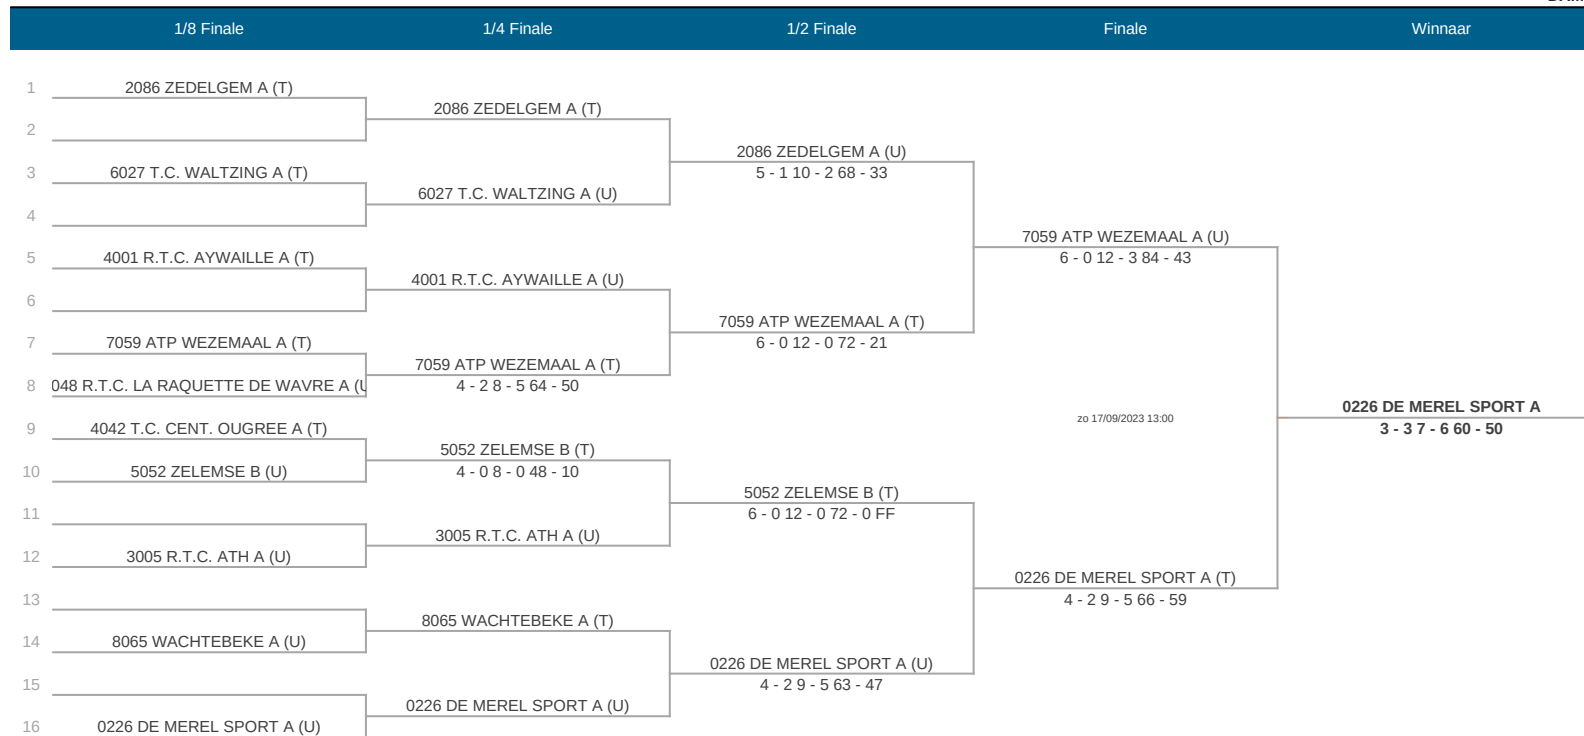 1/8 Finale 1/4 Finale 1/2 Finale Finale Winnaar
1 2086 ZEDELGEM A (T)
2086 ZEDELGEM A (T)
2
2086 ZEDELGEM A (U)
3 6027 T.C. WALTZING A (T) 5 - 1 10 - 2 68 - 33
6027 T.C. WALTZING A (U)
4
7059 ATP WEZEMAAL A (U)
5 4001 R.T.C. AYWAILLE A (T) 6 - 0 12 - 3 84 - 43
4001 R.T.C. AYWAILLE A (U)
6
7059 ATP WEZEMAAL A (T)
7 7059 ATP WEZEMAAL A (T) 6 - 0 12 - 0 72 - 21
7059 ATP WEZEMAAL A (T)
8 048 R.T.C. LA RAQUETTE DE WAVRE A (U 4 - 2 8 - 5 64 - 50
0226 DE MEREL SPORT A
zo 17/09/2023 13:00
9 4042 T.C. CENT. OUGREE A (T) 3 - 3 7 - 6 60 - 50
5052 ZELEMSE B (T)
10 5052 ZELEMSE B (U) 4 - 0 8 - 0 48 - 10
5052 ZELEMSE B (T)
11 6 - 0 12 - 0 72 - 0 FF
3005 R.T.C. ATH A (U)
12 3005 R.T.C. ATH A (U)
0226 DE MEREL SPORT A (T)
13 4 - 2 9 - 5 66 - 59
8065 WACHTEBEKE A (T)
14 8065 WACHTEBEKE A (U)
0226 DE MEREL SPORT A (U)
15 4 - 2 9 - 5 63 - 47
0226 DE MEREL SPORT A (U)
16 0226 DE MEREL SPORT A (U)